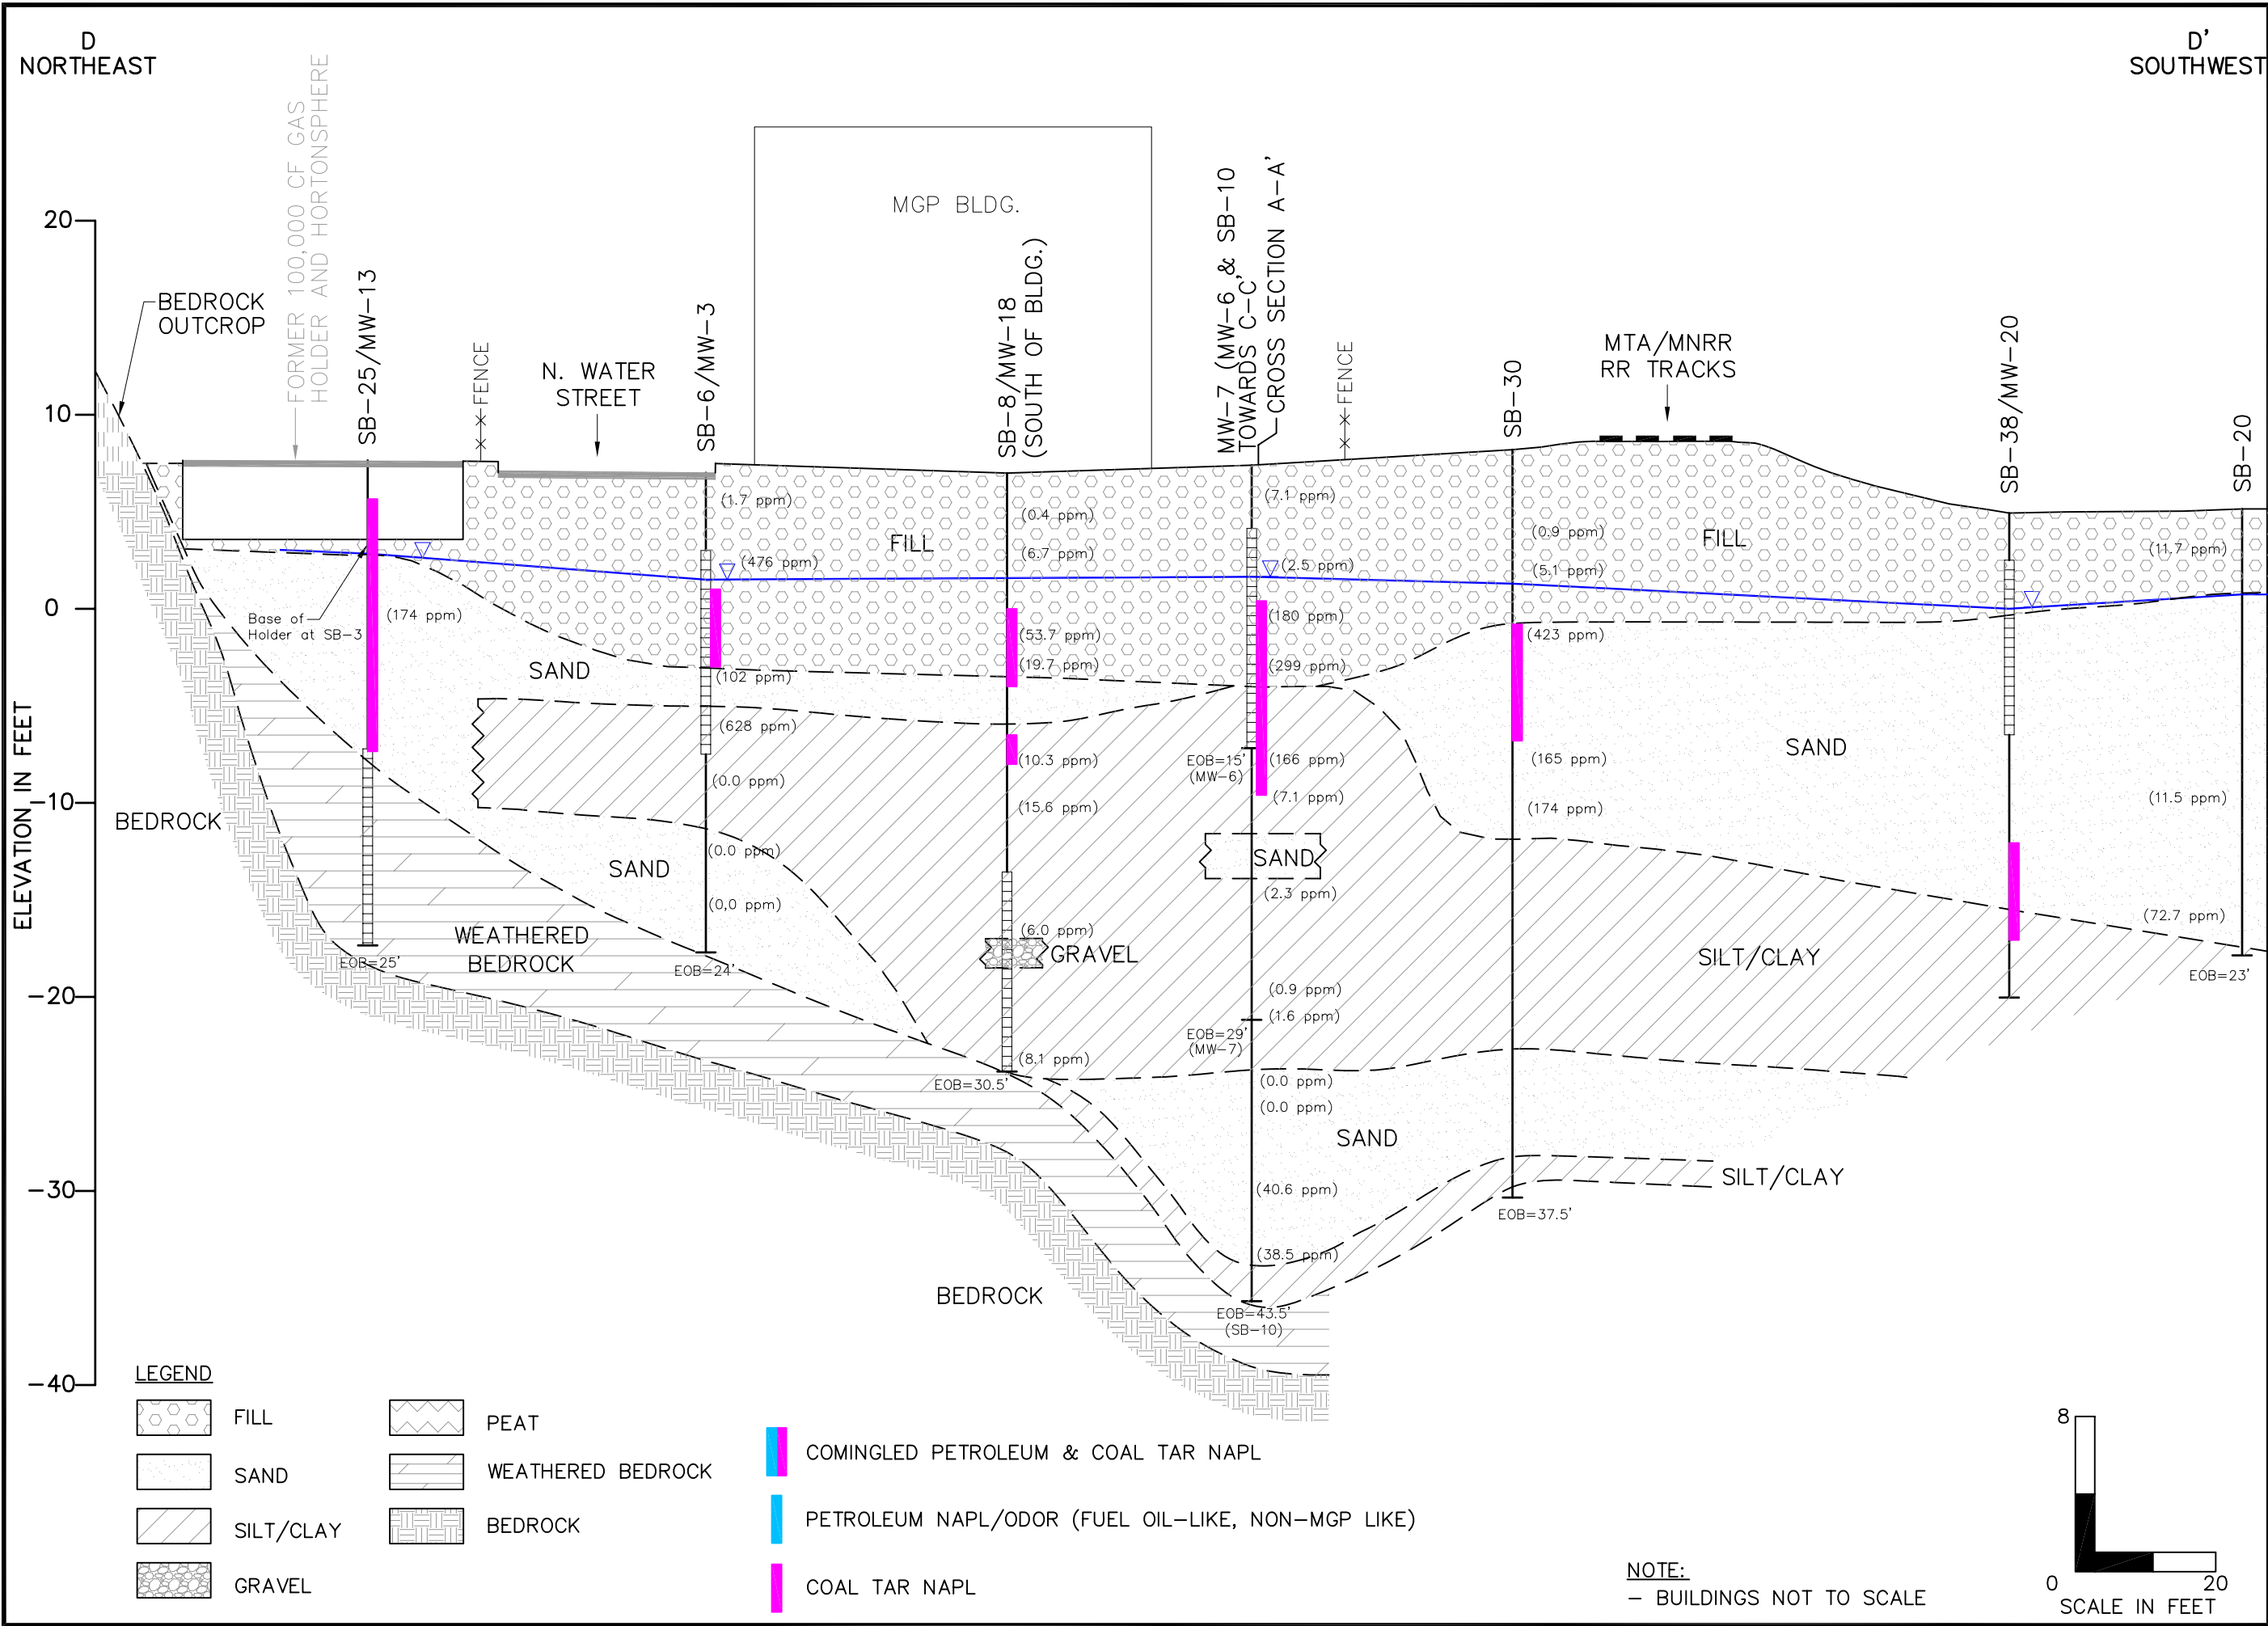 D
NORTHEAST
D'
SOUTHWEST
FORMER 100,000 CF GAS
HOLDER AND HORTONSPHERE
BEDROCK
OUTCROP
SB-25/MW-13
FENCE
N. WATER
STREET
SB-6/MW-3
MGP BLDG.
SB-8/MW-18
(SOUTH OF BLDG.)
MW-7 (MW-6 & SB-10
TOWARDS C-C'
CROSS SECTION A-A'
FENCE
SB-30
MTA/MNRR
RR TRACKS
SB-38/MW-20
SB-20
ELEVATION IN FEET
20
10
0
-10
-20
-30
-40
Base of
Holder at SB-3
(174 ppm)
EOB=25'
(1.7 ppm)
(476 ppm)
(102 ppm)
(628 ppm)
(0.0 ppm)
(0.0 ppm)
(0,0 ppm)
EOB=24'
(0.4 ppm)
(6.7 ppm)
(53.7 ppm)
(19.7 ppm)
(10.3 ppm)
(15.6 ppm)
(6.0 ppm)
(8.1 ppm)
EOB=30.5'
(7.1 ppm)
(2.5 ppm)
(180 ppm)
(299 ppm)
EOB=15'
(MW-6)
(166 ppm)
(7.1 ppm)
(2.3 ppm)
(0.9 ppm)
(1.6 ppm)
EOB=29'
(MW-7)
(0.0 ppm)
(0.0 ppm)
(40.6 ppm)
(38.5 ppm)
EOB=43.5'
(SB-10)
(0.9 ppm)
(5.1 ppm)
(423 ppm)
(165 ppm)
(174 ppm)
EOB=37.5'
(11.7 ppm)
(11.5 ppm)
(72.7 ppm)
EOB=23'
FILL
FILL
SAND
SAND
SAND
SAND
SAND
GRAVEL
SILT/CLAY
SILT/CLAY
WEATHERED
BEDROCK
BEDROCK
BEDROCK
LEGEND
FILL
SAND
SILT/CLAY
GRAVEL
PEAT
WEATHERED BEDROCK
BEDROCK
COMINGLED PETROLEUM & COAL TAR NAPL
PETROLEUM NAPL/ODOR (FUEL OIL-LIKE, NON-MGP LIKE)
COAL TAR NAPL
NOTE:
- BUILDINGS NOT TO SCALE
8
0
20
SCALE IN FEET